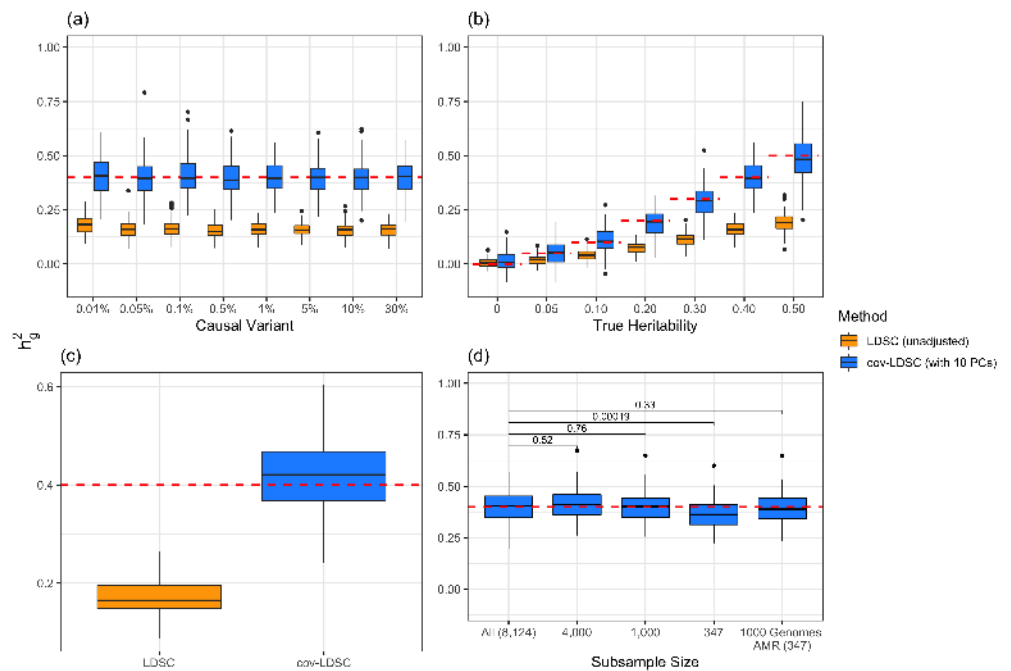 (a)
1.00
0.75
0.50
0.25
0.00
0.01% 0.05% 0.1% 0.5% 1% 5% 10% 30%
Causal Variant
(b)
1.00
0.75
0.50
0.25
0.00
0 0.05 0.10 0.20 0.30 0.40 0.50
True Heritability
h²g
Method
LDSC (unadjusted)
cov-LDSC (with 10 PCs)
(c)
0.6
0.4
0.2
LDSC cov-LDSC
(d)
1.00
0.75
0.50
0.25
0.00
0.33
0.00019
0.76
0.52
All (8,124) 4,000 1,000 347 1000 Genomes
AMR (347)
Subsample Size